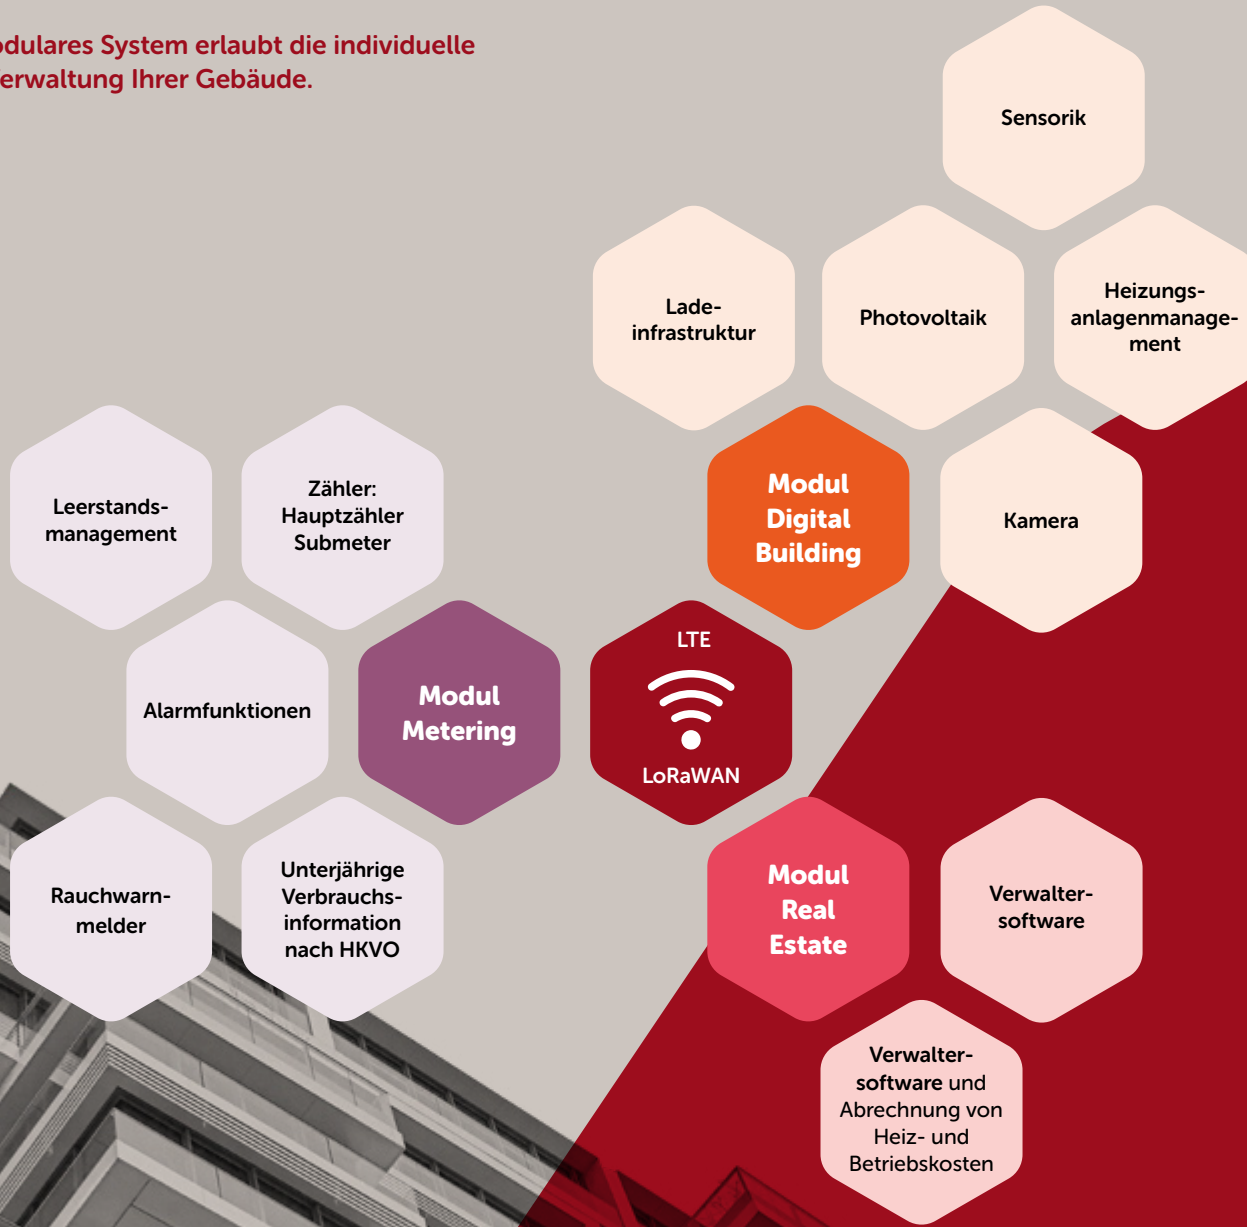 odulares System erlaubt die individuelle
Verwaltung Ihrer Gebäude.
Sensorik
Lade-
infrastruktur
Photovoltaik
Heizungs-
anlagenmanage-
ment
Leerstands-
management
Zähler:
Hauptzähler
Submeter
Modul
Digital
Building
Kamera
Alarmfunktionen
Modul
Metering
LTE
LoRaWAN
Rauchwarn-
melder
Unterjährige
Verbrauchs-
information
nach HKVO
Modul
Real
Estate
Verwalter-
software
Verwalter-
software und
Abrechnung von
Heiz- und
Betriebskosten